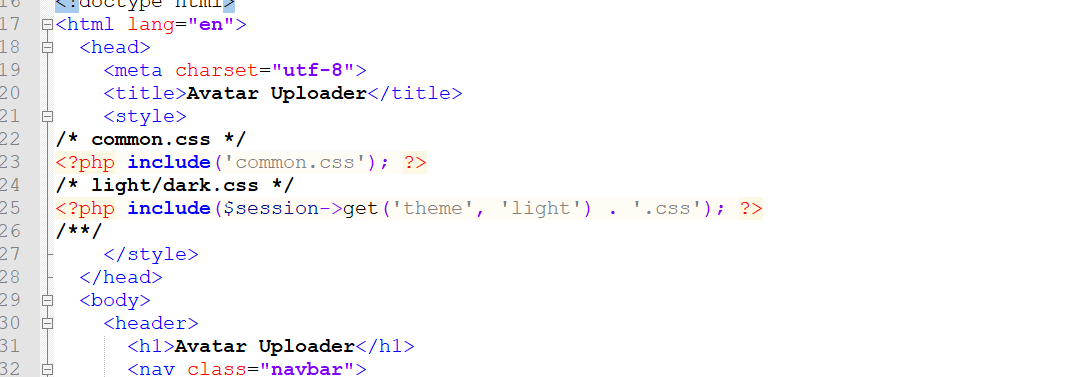 16 <!doctype html>
17 <html lang="en">
18 <head>
19 <meta charset="utf-8">
20 <title>Avatar Uploader</title>
21 <style>
22 /* common.css */
23 <?php include('common.css'); ?>
24 /* light/dark.css */
25 <?php include($session->get('theme', 'light') . '.css'); ?>
26 /**/
27 </style>
28 </head>
29 <body>
30 <header>
31 <h1>Avatar Uploader</h1>
32 <nav class="navbar">